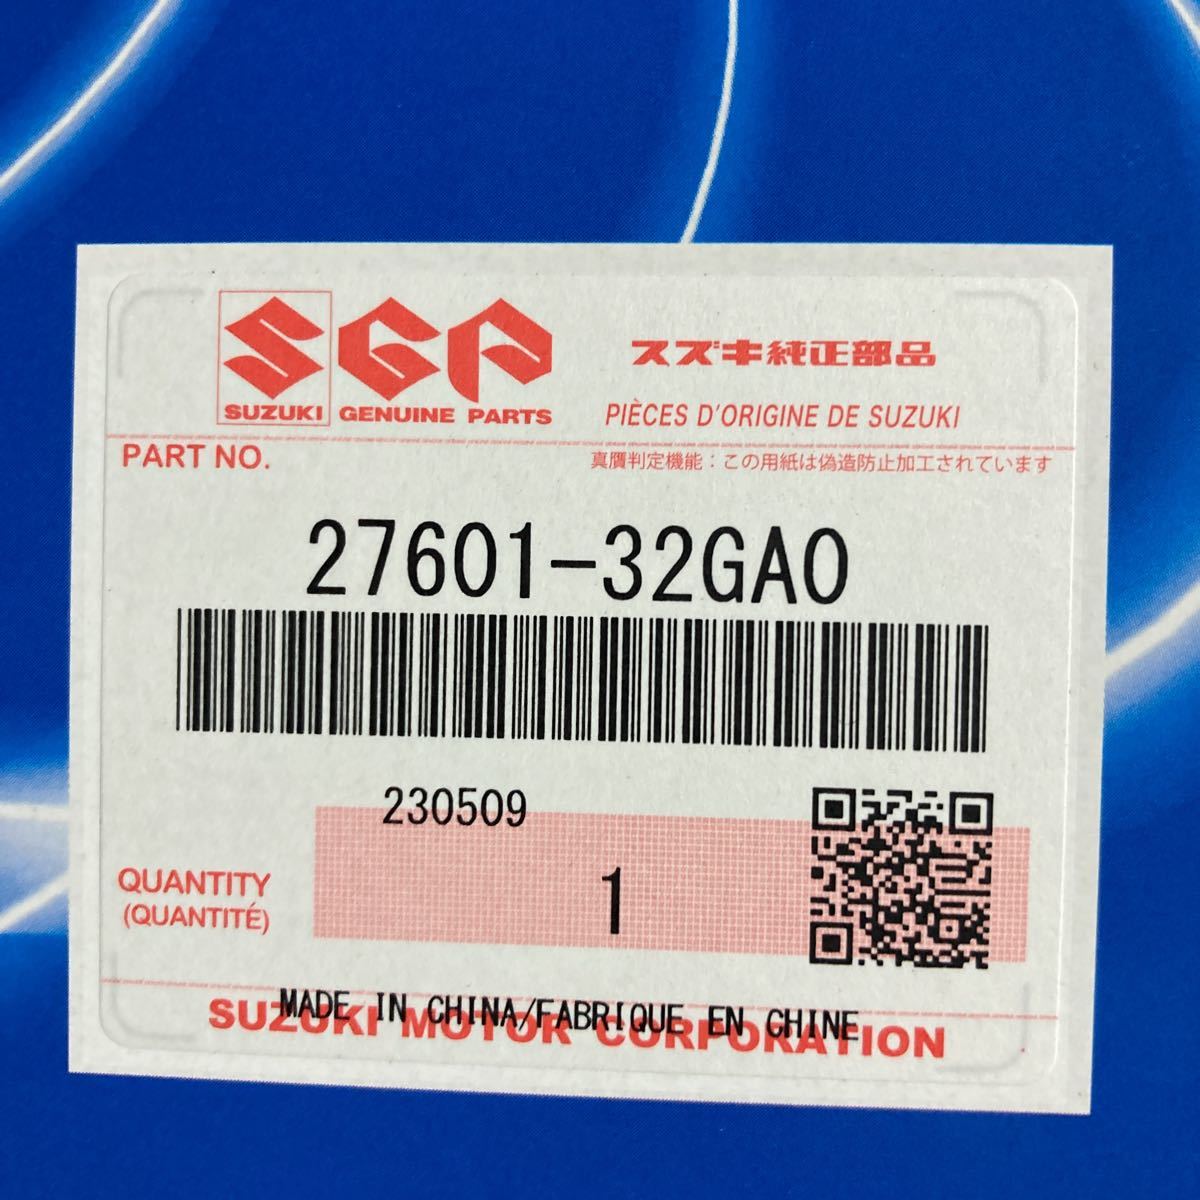 SGP
SUZUKI GENUINE PARTS
スズキ純正部品
PIÈCES D'ORIGINE DE SUZUKI
PART NO.
真贋判定機能：この用紙は偽造防止加工されています
27601-32GA0
230509
QUANTITY
(QUANTITÉ)
1
MADE IN CHINA/FABRIQUE EN CHINE
SUZUKI MOTOR CORPORATION